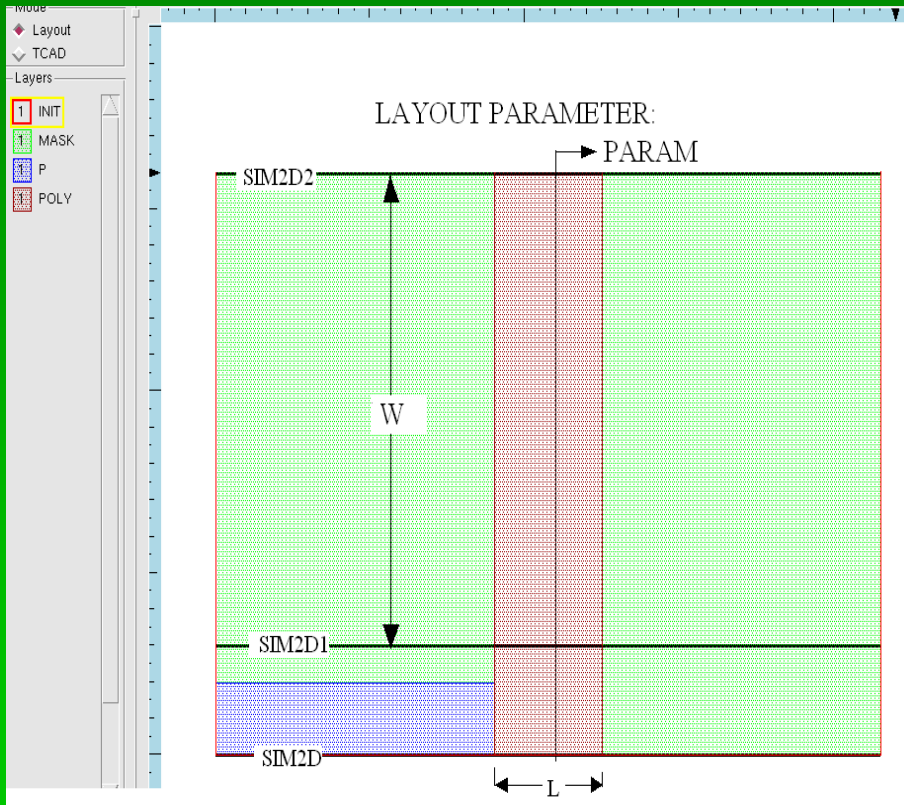 Mode
Layout
TCAD
Layers
1 INIT
1 MASK
1 P
1 POLY
LAYOUT PARAMETER:
PARAM
SIM2D2
W
SIM2D1
SIM2D
L